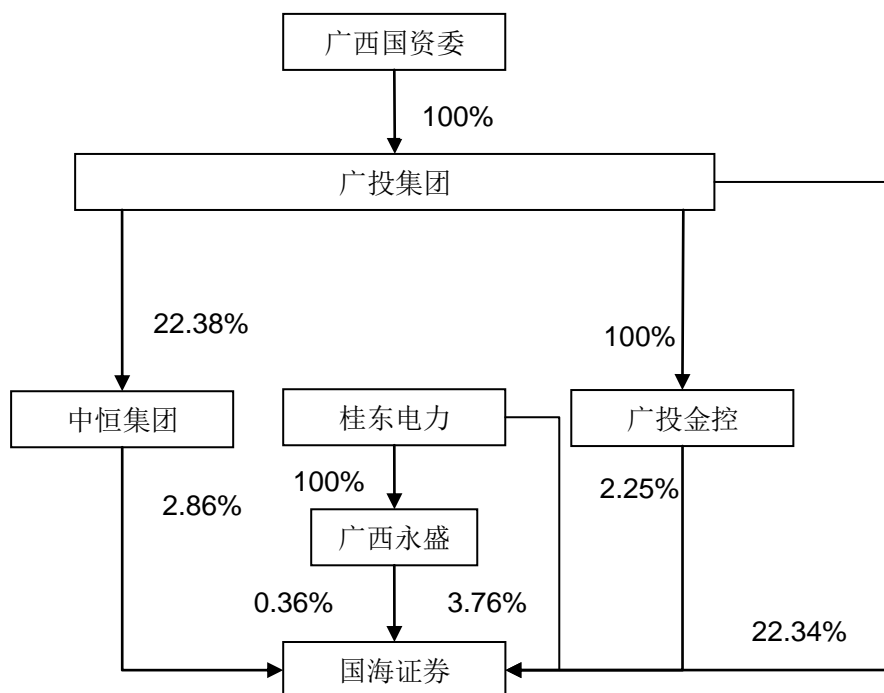 广西国资委
100%
广投集团
22.38%
100%
中恒集团
桂东电力
广投金控
2.86%
100%
2.25%
广西永盛
0.36%
3.76%
22.34%
国海证券